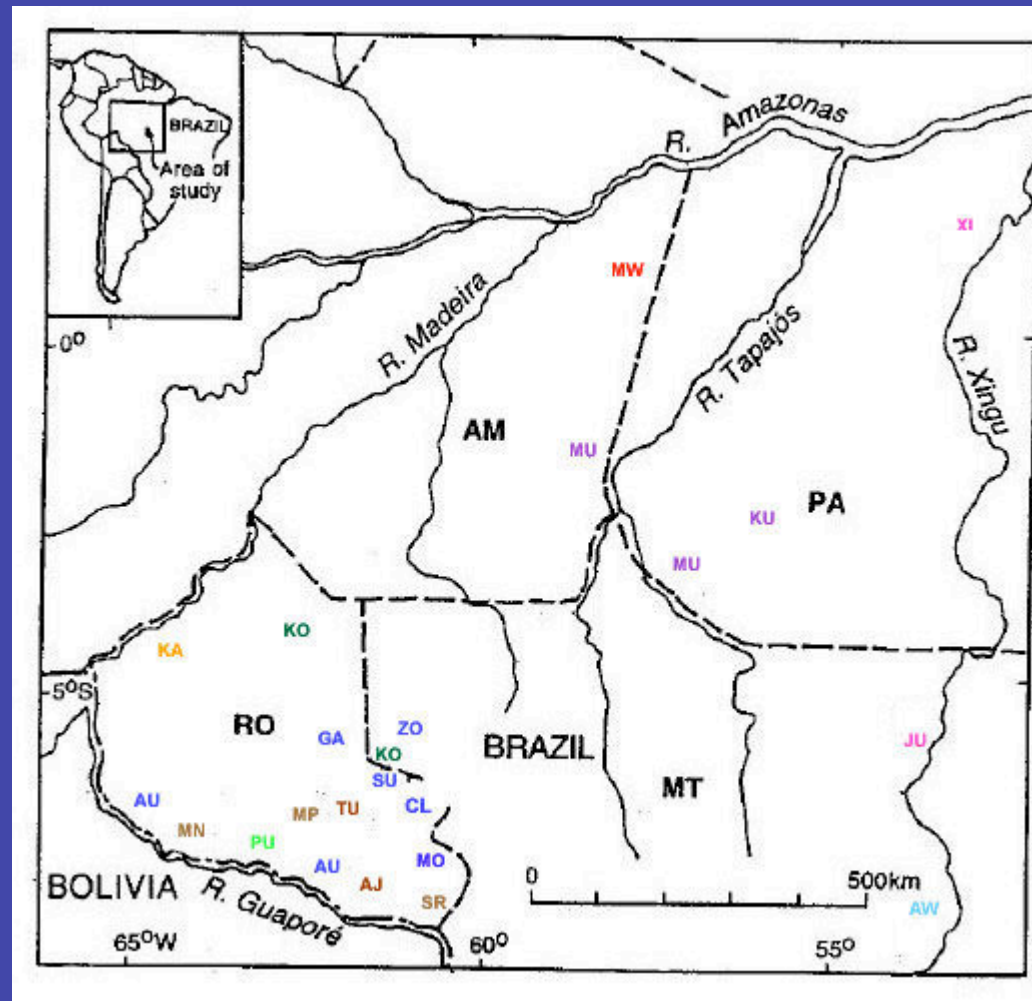 BRAZIL
Area of
study
R. Amazonas
XI
MW
R. Madeira
0º
R. Tapajós
R. Xingu
AM
MU
PA
KU
MU
KO
KA
5ºS
RO
GA
ZO
BRAZIL
JU
KO
SU
MT
AU
CL
MP
TU
MN
PU
AU
MO
0
500km
BOLIVIA
R. Guaporé
AJ
SR
AW
65ºW
60º
55º